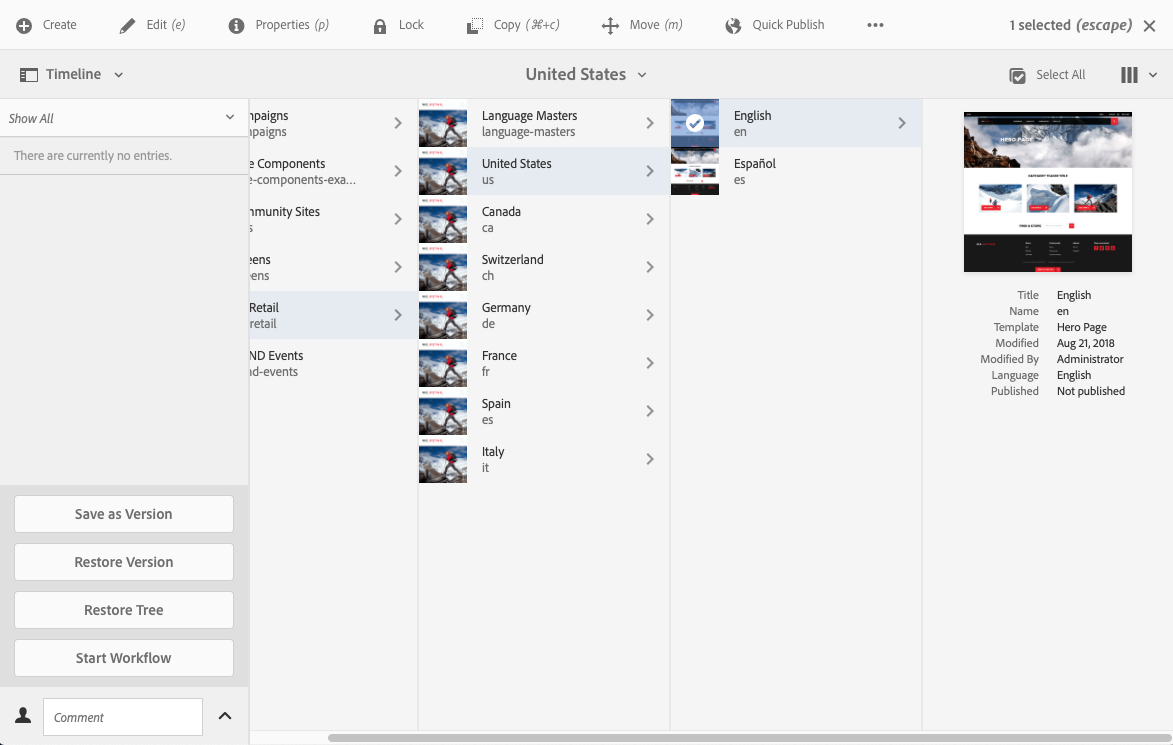 Create
Edit (e)
Properties (p)
Lock
Copy (⌘+c)
Move (m)
Quick Publish
1 selected (escape)
Timeline
United States
Select All
Show All
There are currently no entries.
Save as Version
Restore Version
Restore Tree
Start Workflow
Comment
npaigns
npaigns
e Components
e-components-exa...
nmunity Sites
s
eens
eens
Retail
retail
ND Events
nd-events
Language Masters
language-masters
United States
us
Canada
ca
Switzerland
ch
Germany
de
France
fr
Spain
es
Italy
it
English
en
Español
es
HERO PAGE
Title English
Name en
Template Hero Page
Modified Aug 21, 2018
Modified By Administrator
Language English
Published Not published